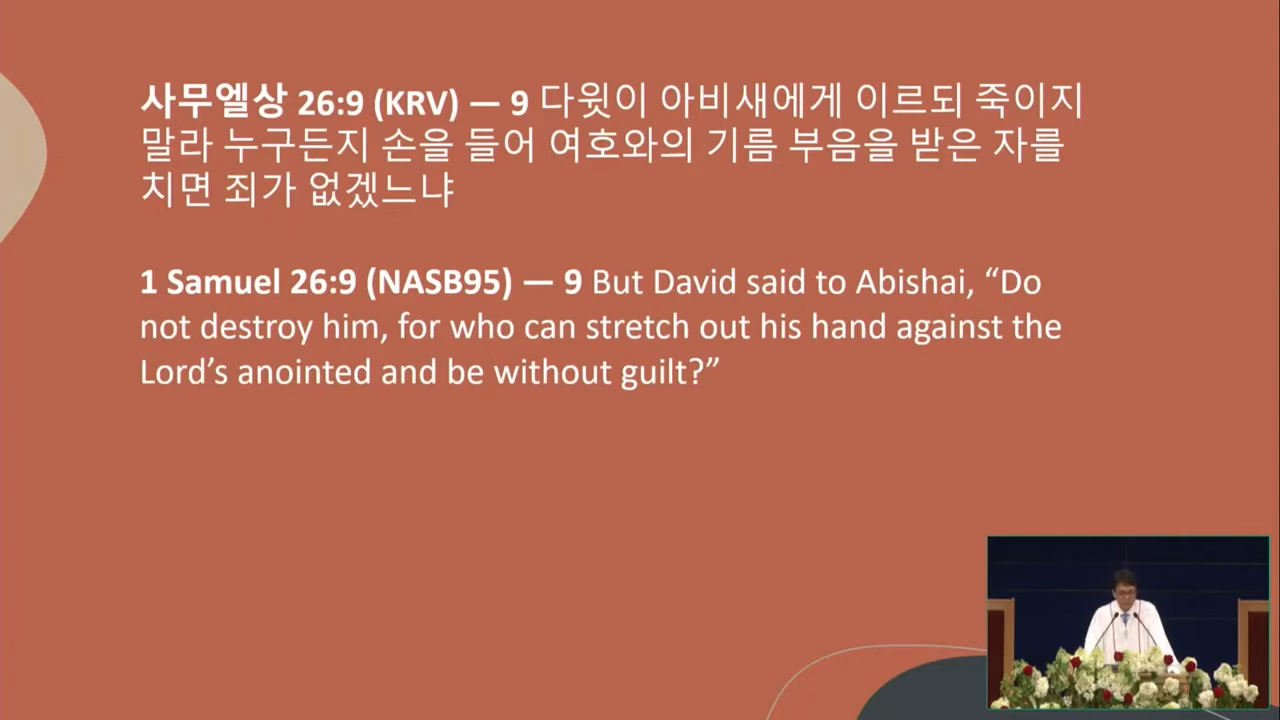 사무엘상 26:9 (KRV) — 9 다윗이 아비새에게 이르되 죽이지
말라 누구든지 손을 들어 여호와의 기름 부음을 받은 자를
치면 죄가 없겠느냐
1 Samuel 26:9 (NASB95) — 9 But David said to Abishai, “Do
not destroy him, for who can stretch out his hand against the
Lord’s anointed and be without guilt?”